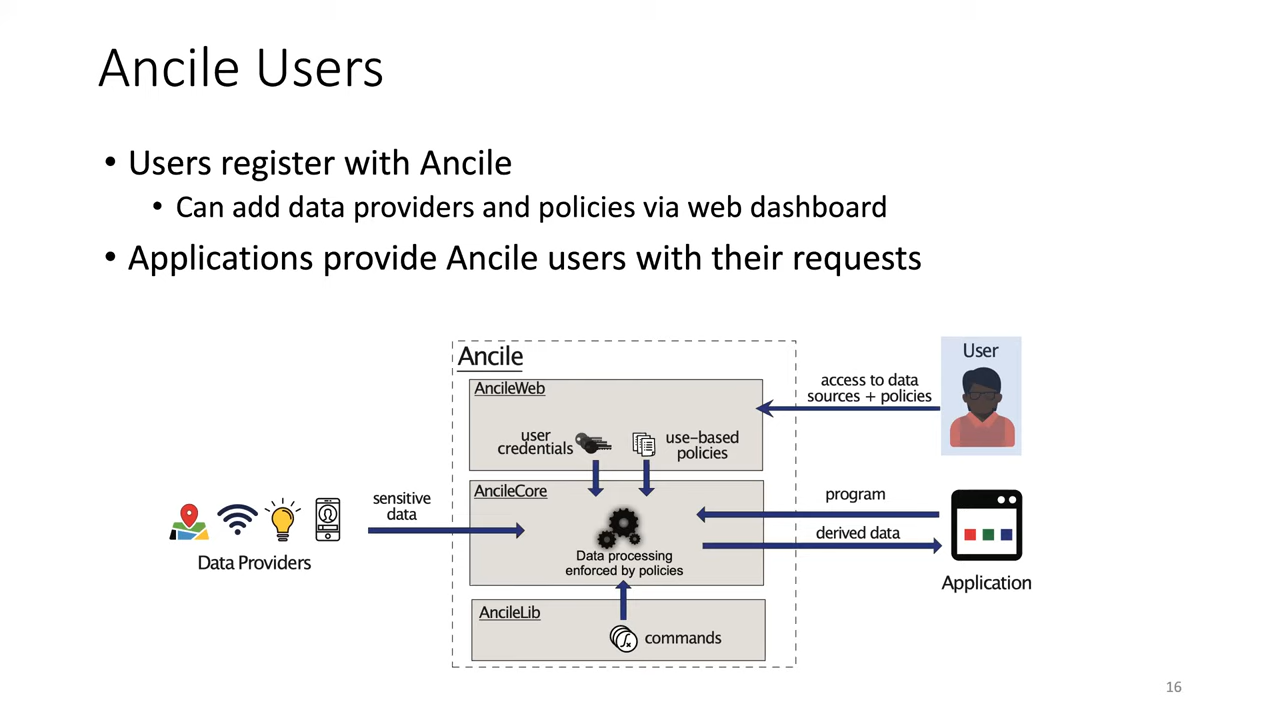 Ancile Users
• Users register with Ancile
• Can add data providers and policies via web dashboard
• Applications provide Ancile users with their requests
Ancile
AncileWeb
user
credentials
use-based
policies
User
access to data
sources + policies
AncileCore
Data processing
enforced by policies
sensitive
data
Data Providers
program
derived data
Application
AncileLib
commands
16